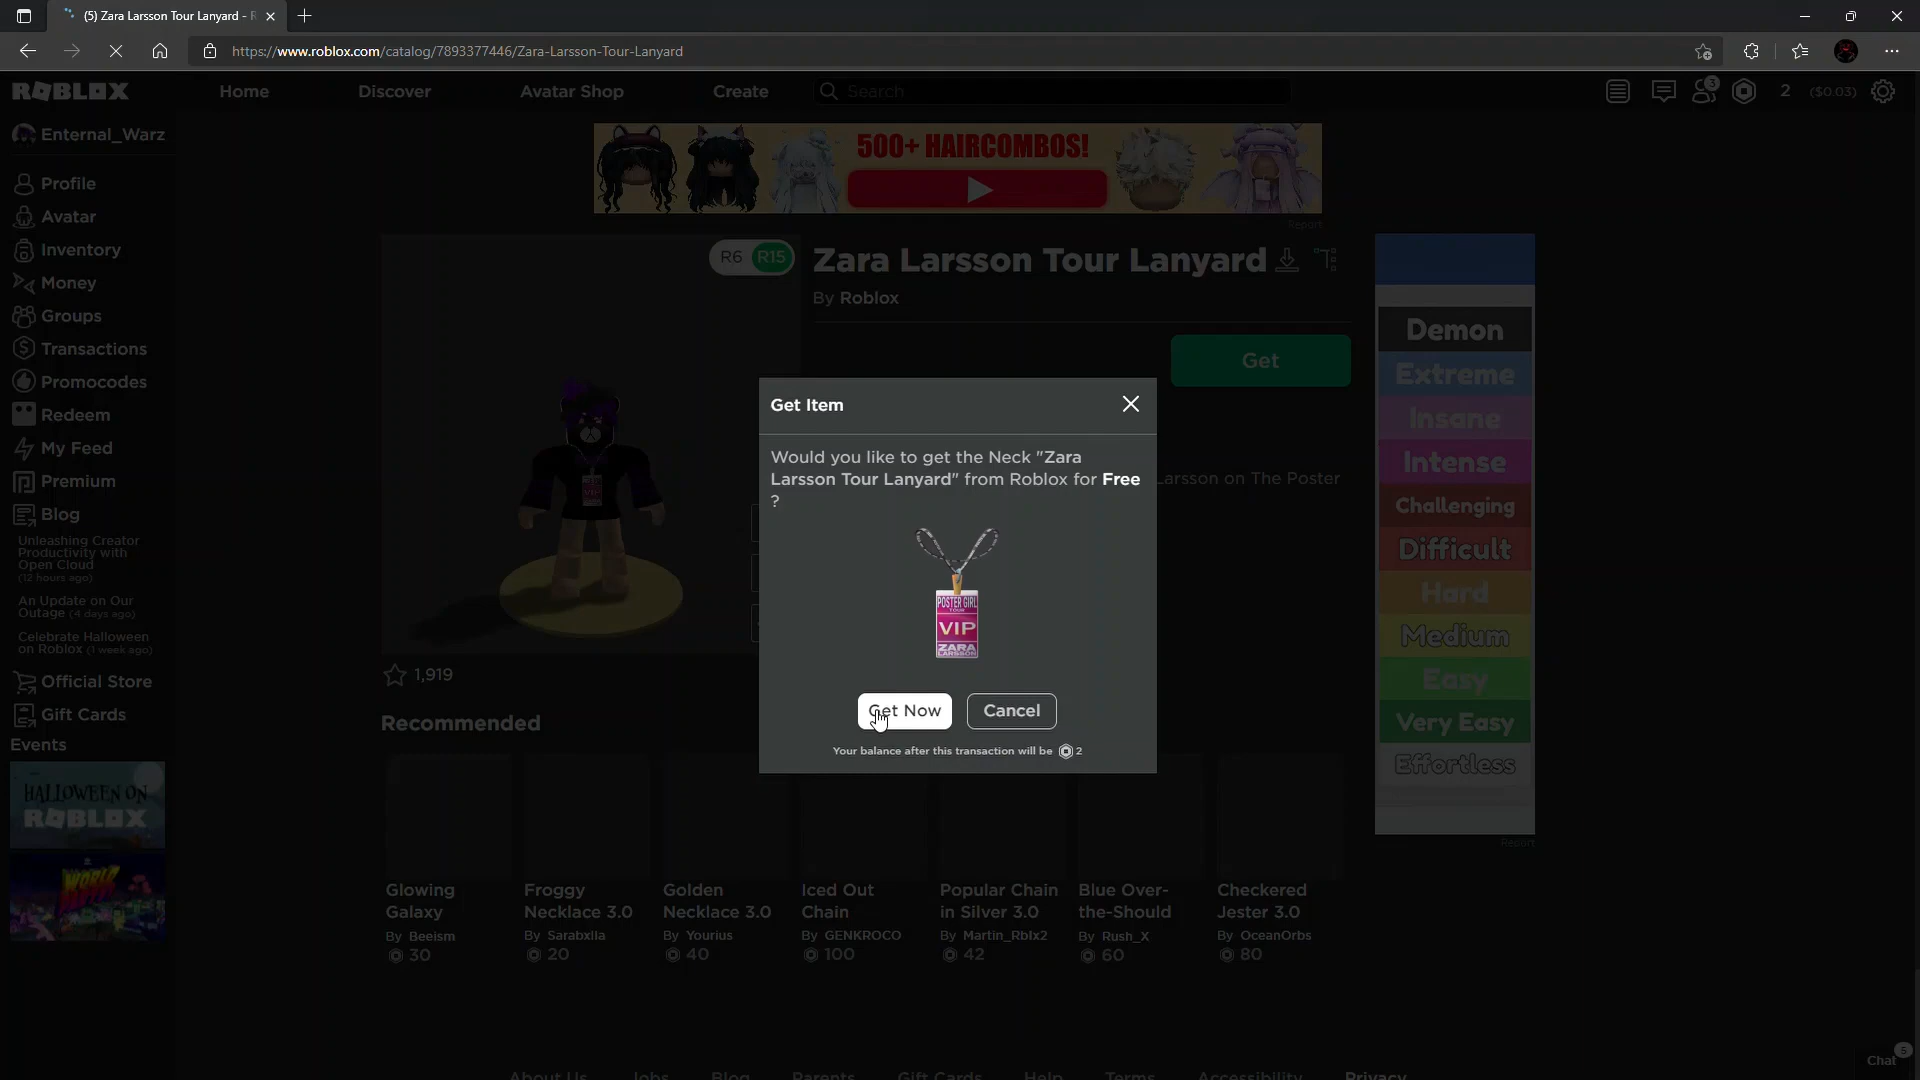 (5) Zara Larsson Tour Lanyard - R
https://www.roblox.com/catalog/7893377446/Zara-Larsson-Tour-Lanyard
ROBLOX
Home
Discover
Avatar Shop
Create
Search
3
2
($0.03)
Enternal_Warz
Profile
Avatar
Inventory
Money
Groups
Transactions
Promocodes
Redeem
My Feed
Premium
Blog
Unleashing Creator
Productivity with
Open Cloud
(12 hours ago)
An Update on Our
Outage (4 days ago)
Celebrate Halloween
on Roblox (1 week ago)
Official Store
Gift Cards
Events
HALLOWEEN ON
ROBLOX
500+ HAIRCOMBOS!
Report
R6 R15
Zara Larsson Tour Lanyard
By Roblox
Get
Larsson on The Poster
Get Item
Would you like to get the Neck "Zara
Larsson Tour Lanyard" from Roblox for Free
?
POSTER GIRL
TOUR
VIP
ZARA
LARSSON
Get Now
Cancel
Your balance after this transaction will be 2
1,919
Recommended
Glowing
Galaxy
By Beeism
30
Froggy
Necklace 3.0
By Sarabxlla
20
Golden
Necklace 3.0
By Yourius
40
Iced Out
Chain
By GENKROCO
100
Popular Chain
in Silver 3.0
By Martin_Rblx2
42
Blue Over-
the-Should
By Rush_X
60
Checkered
Jester 3.0
By OceanOrbs
80
Demon
Extreme
Insane
Intense
Challenging
Difficult
Hard
Medium
Easy
Very Easy
Effortless
Report
About Us
Jobs
Blog
Parents
Gift Cards
Help
Terms
Accessibility
Privacy
Chat
5